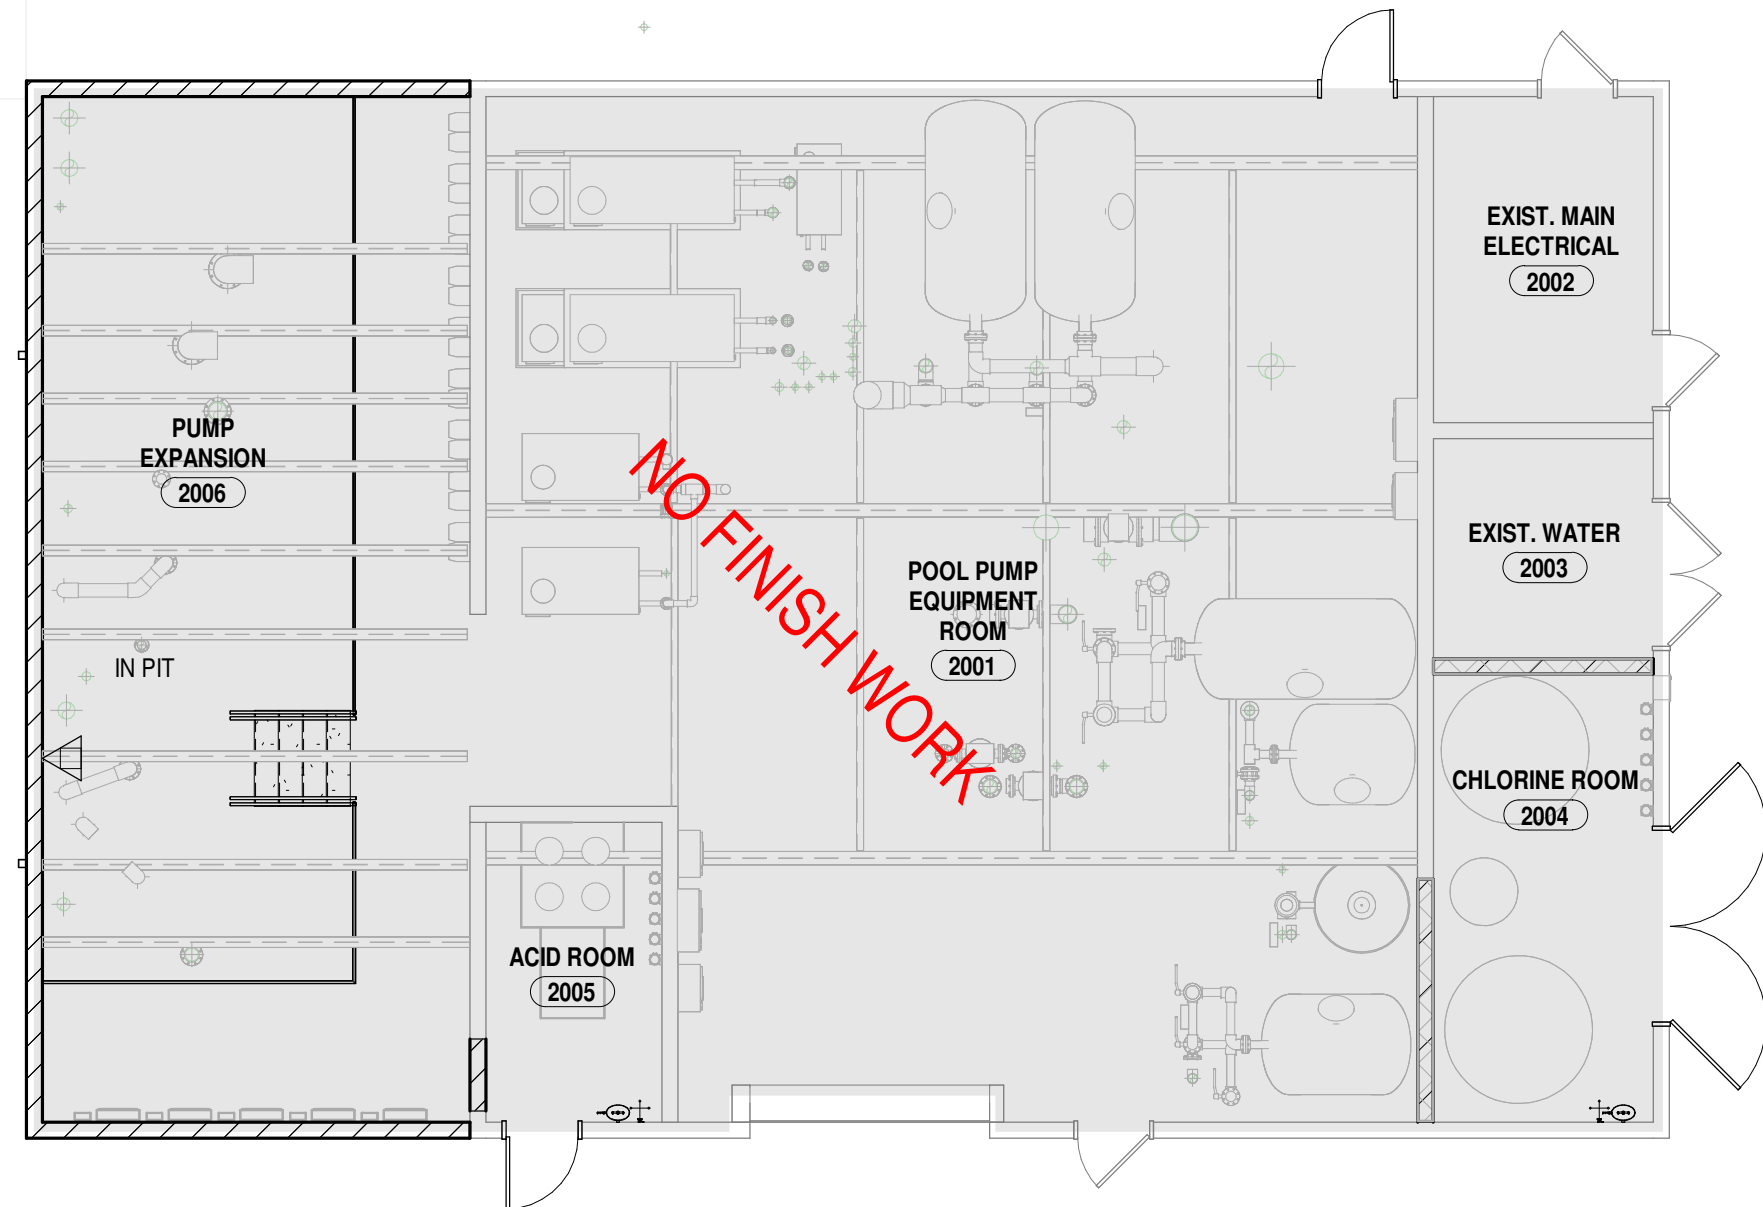 EXIST. MAIN
ELECTRICAL
2002
PUMP
EXPANSION
2006
NO FINISH WORK
EXIST. WATER
2003
POOL PUMP
EQUIPMENT
ROOM
2001
IN PIT
CHLORINE ROOM
2004
ACID ROOM
2005